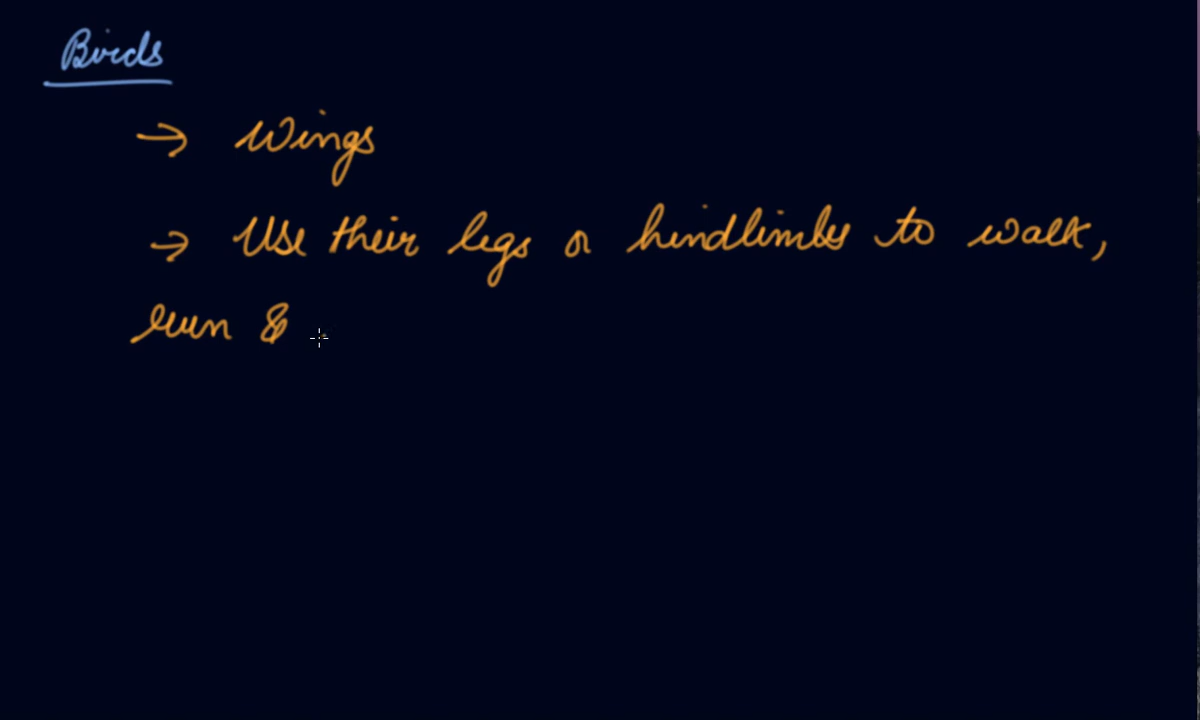 Birds
→ Wings
→ Use their legs or hindlimbs to walk,
run &